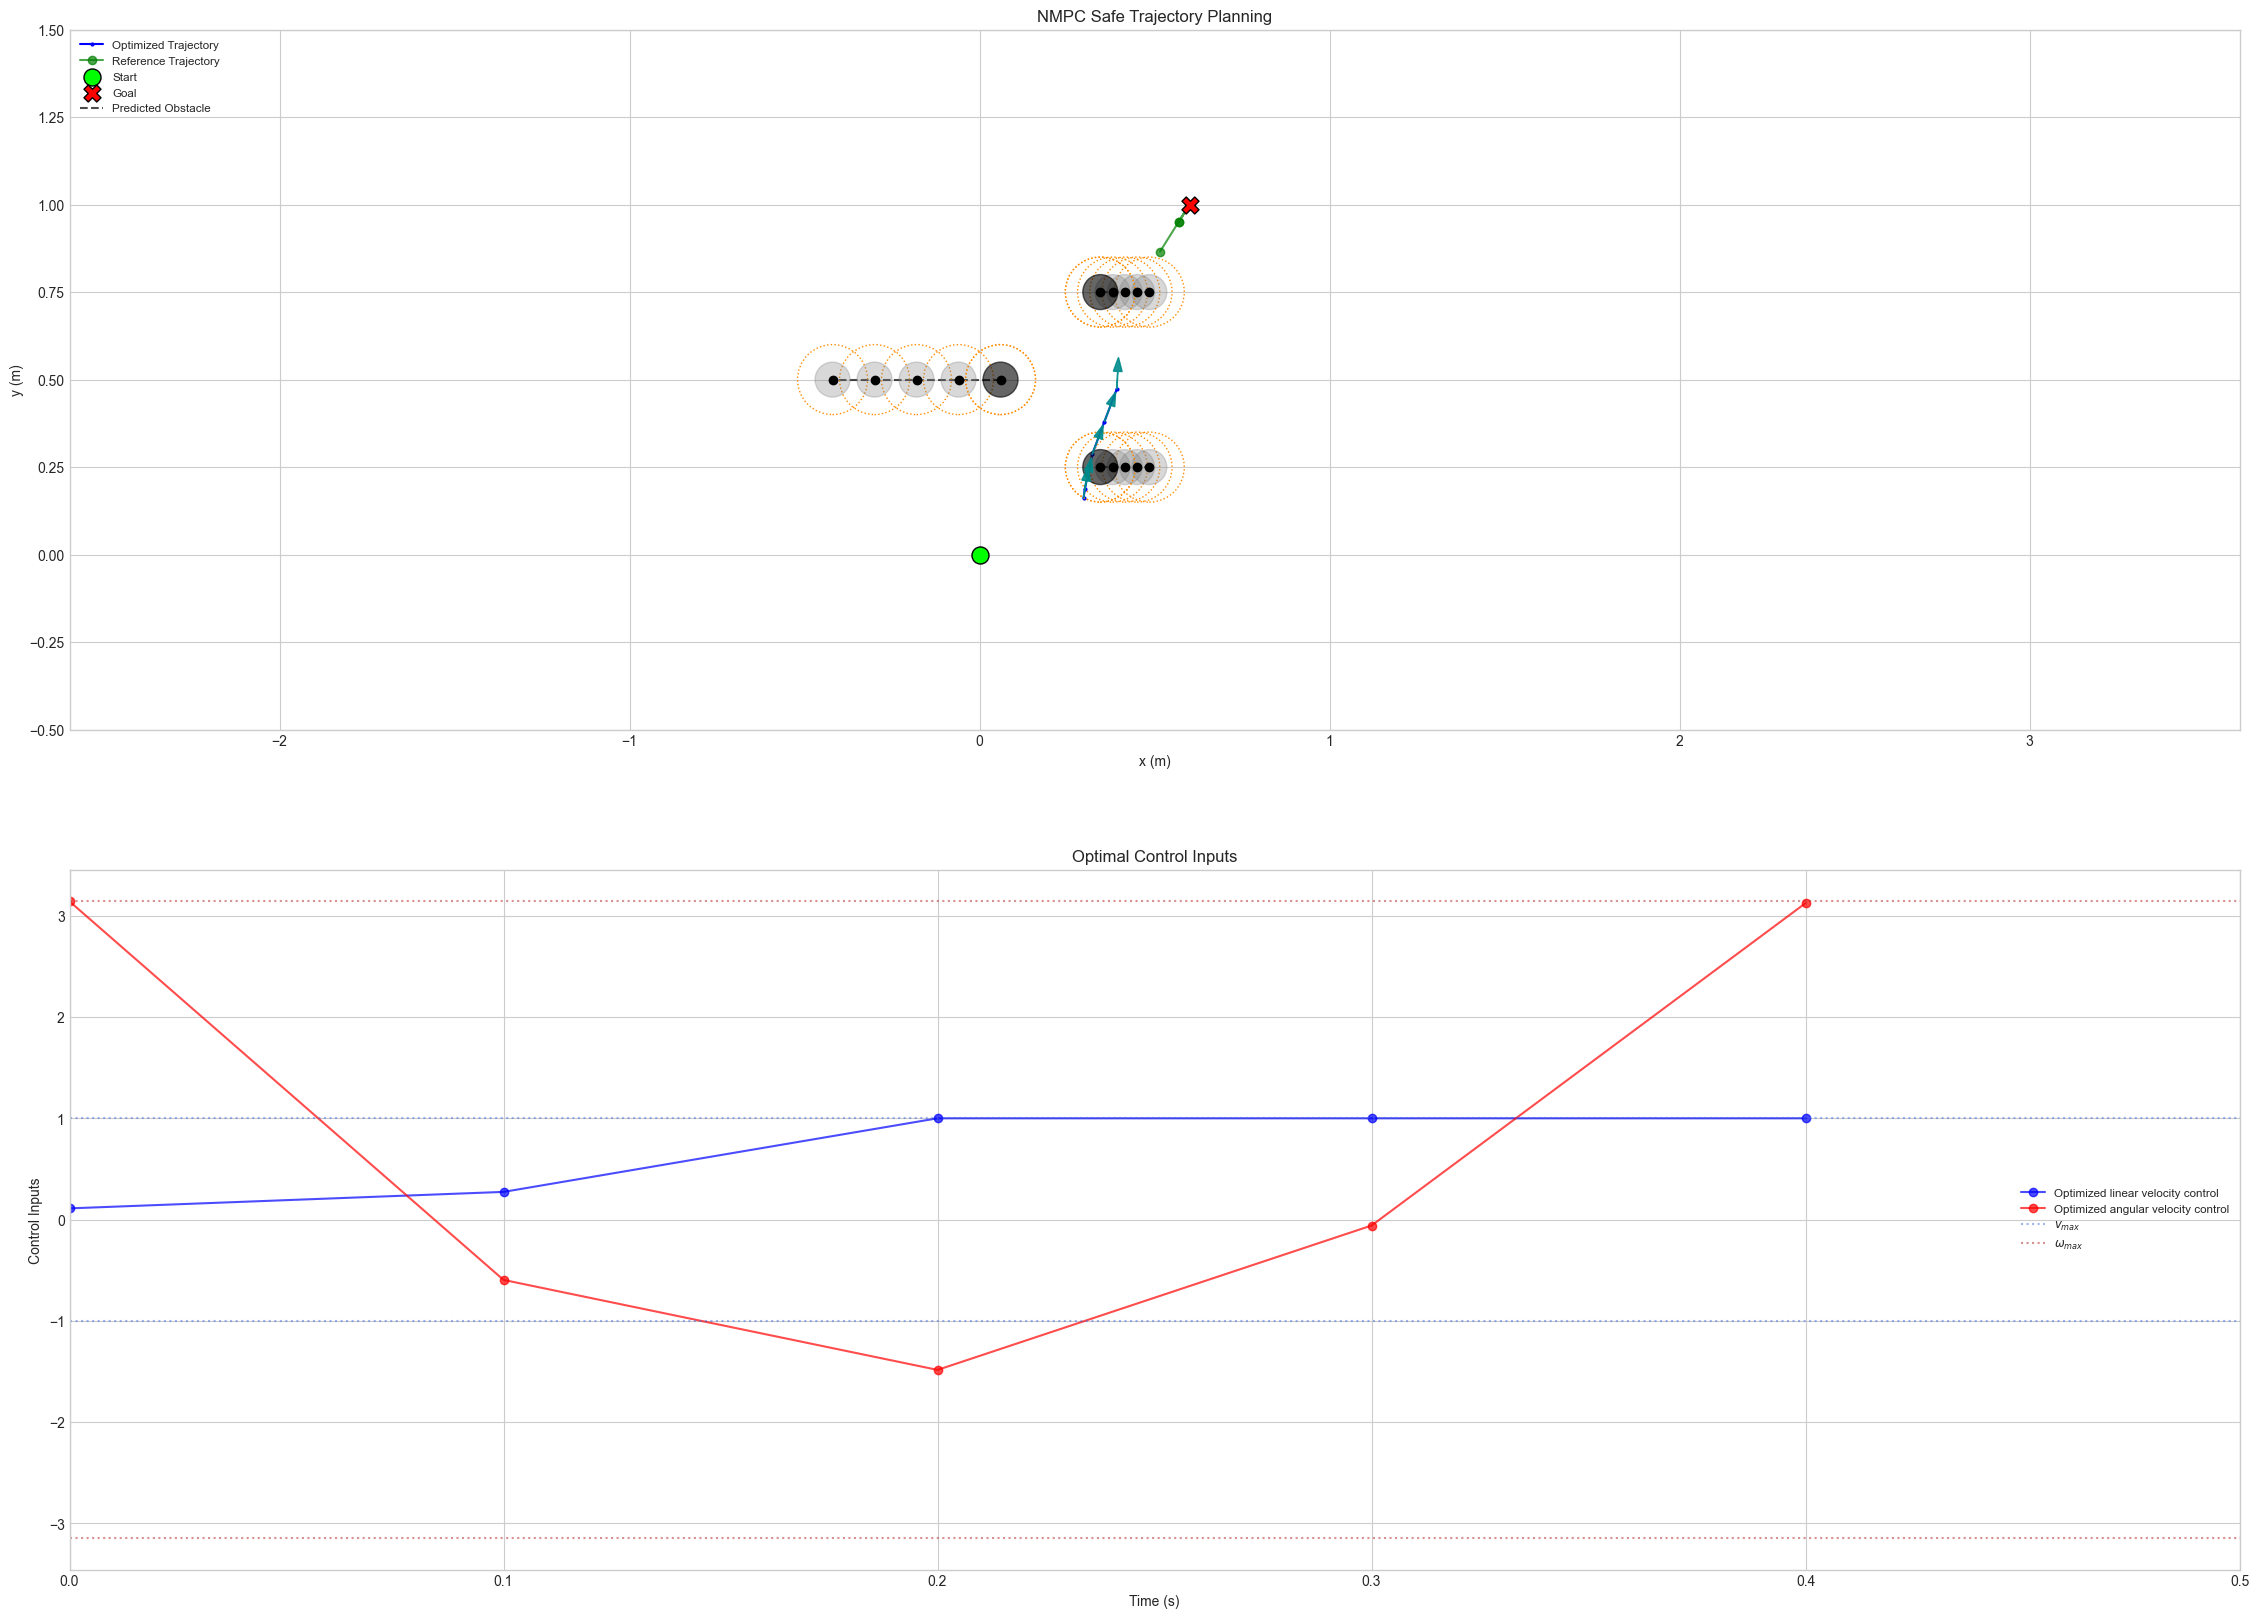 NMPC Safe Trajectory Planning
1.50
1.25
1.00
0.75
0.50
0.25
0.00
−0.25
−0.50
y (m)
Optimized Trajectory
Reference Trajectory
Start
Goal
Predicted Obstacle
−2
−1
0
1
2
3
x (m)
Optimal Control Inputs
3
2
1
0
−1
−2
−3
Control Inputs
Optimized linear velocity control
Optimized angular velocity control
v_max
ω_max
0.0
0.1
0.2
0.3
0.4
0.5
Time (s)